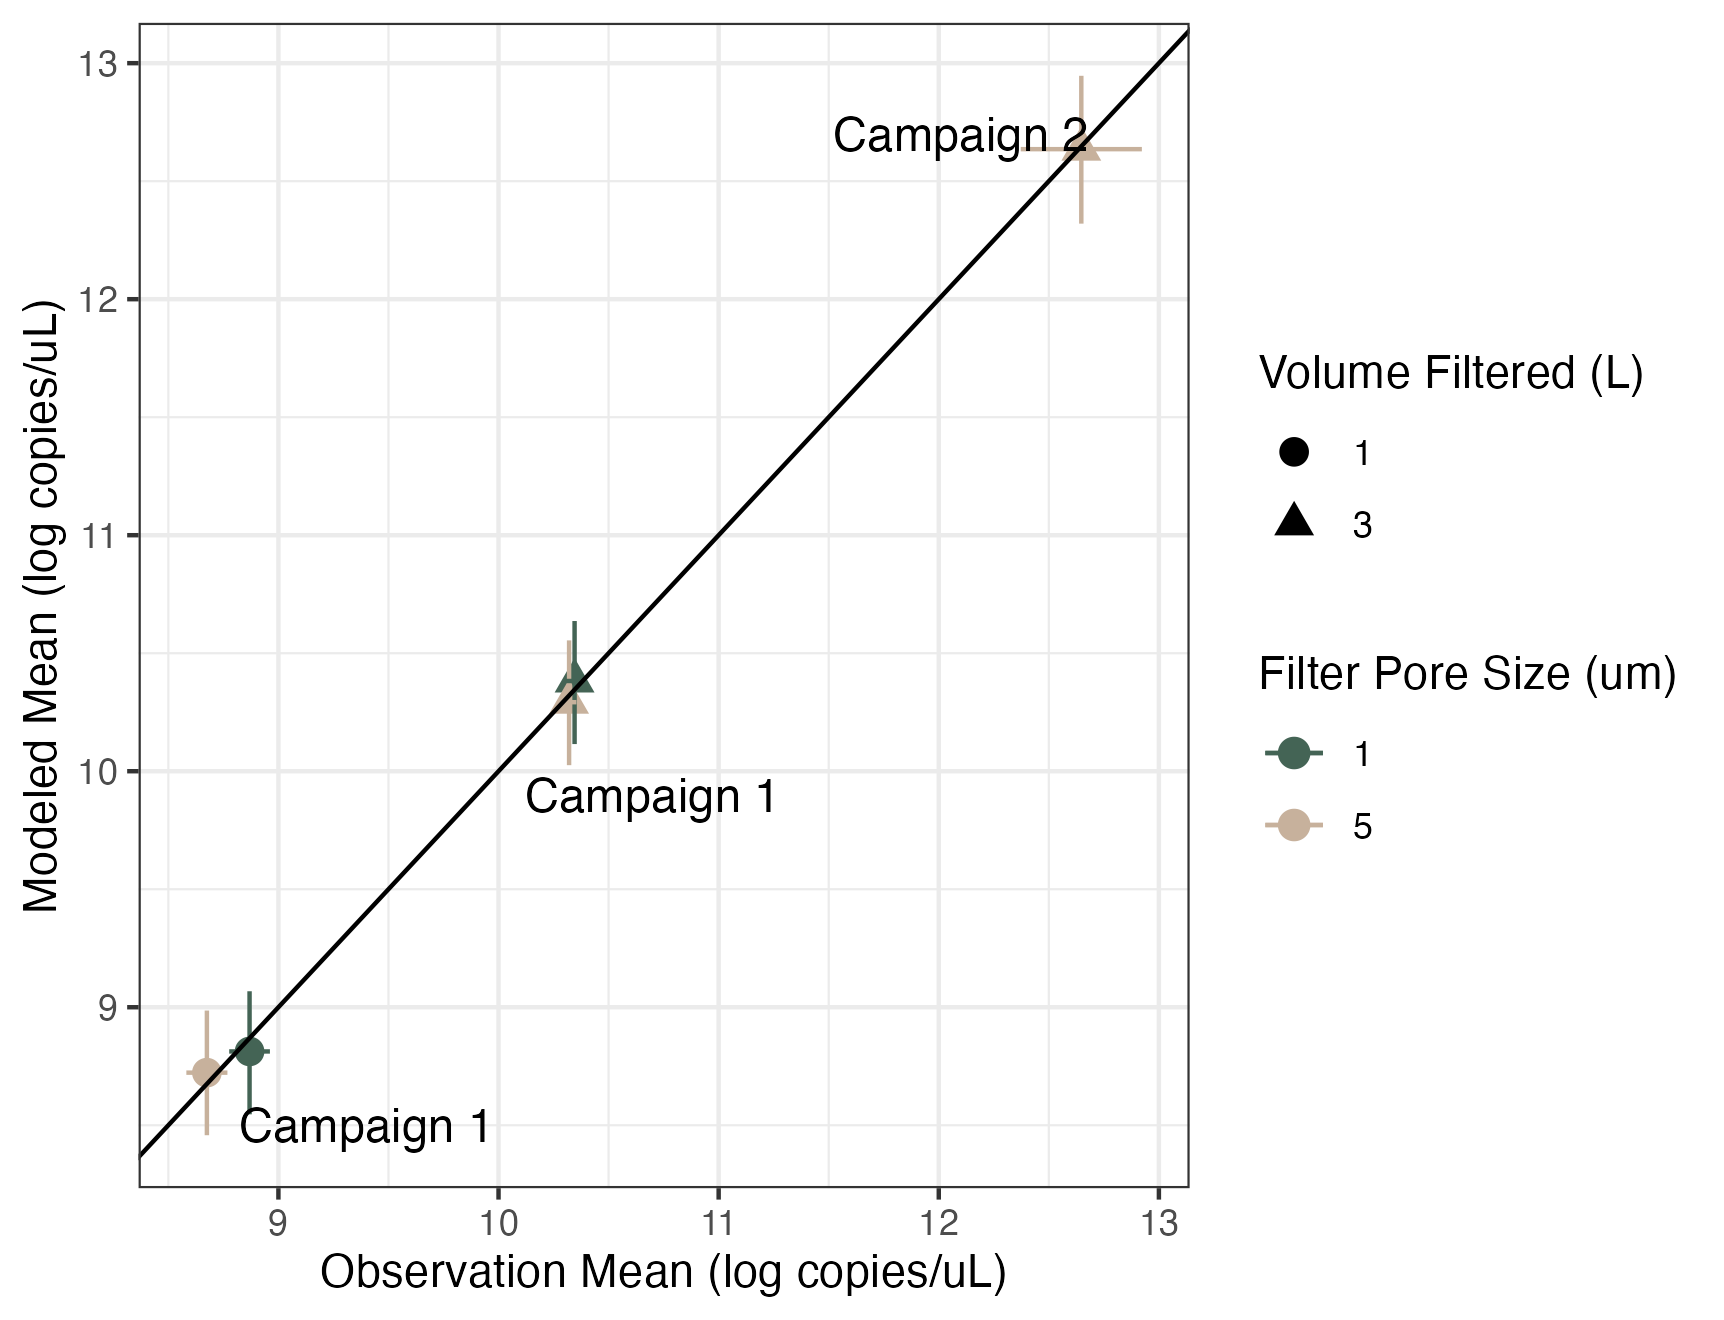 13
12
11
10
9
Modeled Mean (log copies/uL)
Campaign 2
Campaign 1
Campaign 1
9
10
11
12
13
Observation Mean (log copies/uL)
Volume Filtered (L)
1
3
Filter Pore Size (um)
1
5